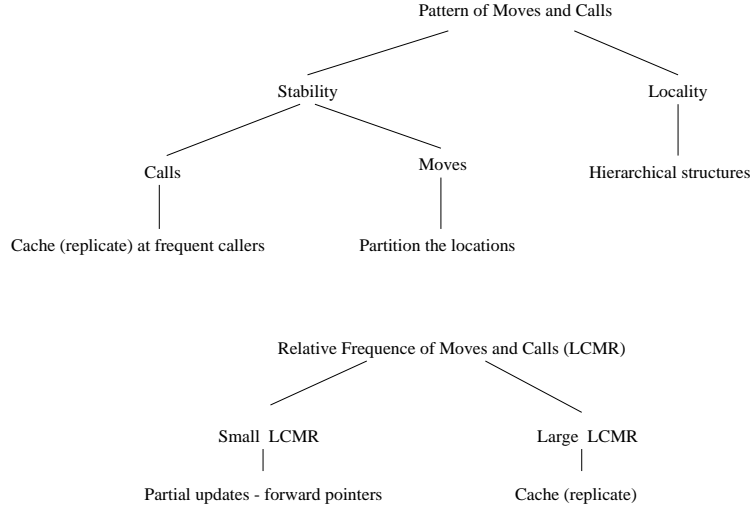 Pattern of Moves and Calls
Stability
Locality
Calls
Moves
Hierarchical structures
Cache (replicate) at frequent callers
Partition the locations
Relative Frequence of Moves and Calls (LCMR)
Small LCMR
Large LCMR
Partial updates - forward pointers
Cache (replicate)